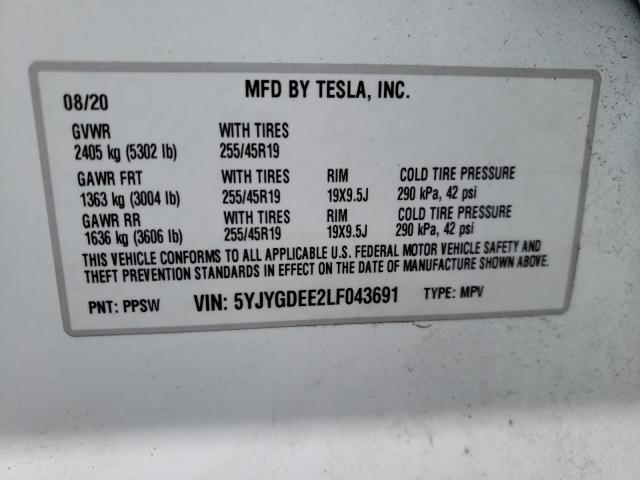 MFD BY TESLA, INC.
08/20
GVWR WITH TIRES
2405 kg (5302 lb) 255/45R19
GAWR FRT WITH TIRES RIM COLD TIRE PRESSURE
1363 kg (3004 lb) 255/45R19 19X9.5J 290 kPa, 42 psi
GAWR RR WITH TIRES RIM COLD TIRE PRESSURE
1636 kg (3606 lb) 255/45R19 19X9.5J 290 kPa, 42 psi
THIS VEHICLE CONFORMS TO ALL APPLICABLE U.S. FEDERAL MOTOR VEHICLE SAFETY AND
THEFT PREVENTION STANDARDS IN EFFECT ON THE DATE OF MANUFACTURE SHOWN ABOVE.
PNT: PPSW VIN: 5YJYGDEE2LF043691 TYPE: MPV